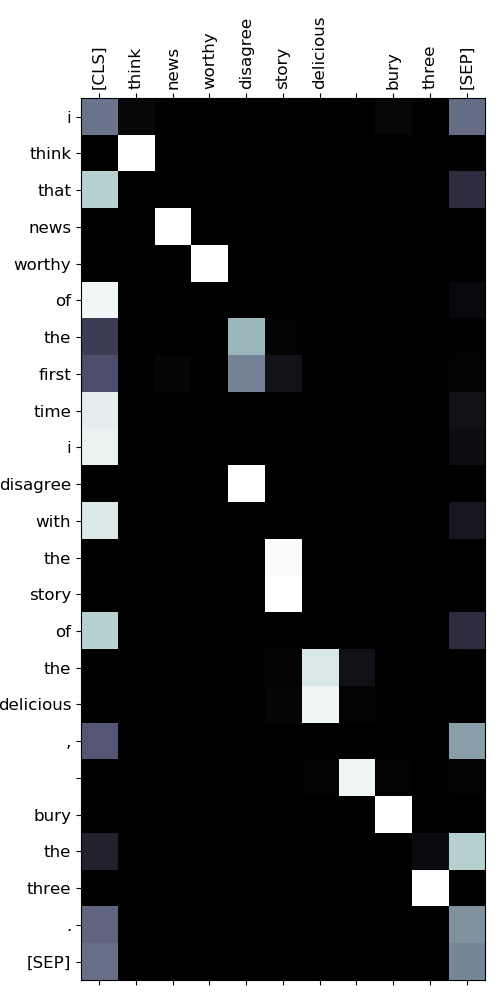 [CLS] think news worthy disagree story delicious bury three [SEP]
i
think
that
news
worthy
of
the
first
time
i
disagree
with
the
story
of
the
delicious
,
bury
the
three
.
[SEP]